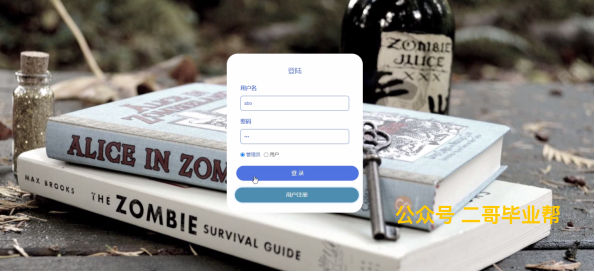 ZOMBIE
JUICE
XXX
登陆
用户名
abo
密码
管理员 用户
登 录
用户注册
ALICE IN ZOM
MAX BROOKS THE ZOMBIE SURVIVAL GUIDE
公众号 二哥毕业帮